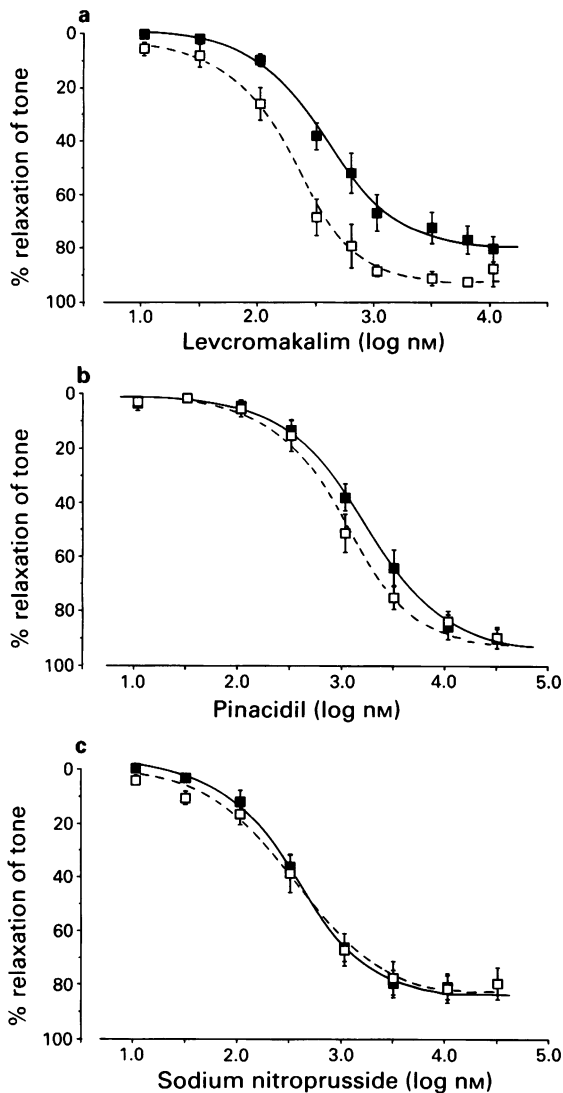 a
0
20
40
60
80
100
% relaxation of tone
1.0 2.0 3.0 4.0
Levcromakalim (log nM)
b
0
20
40
60
80
100
% relaxation of tone
1.0 2.0 3.0 4.0 5.0
Pinacidil (log nM)
c
0
20
40
60
80
100
% relaxation of tone
1.0 2.0 3.0 4.0 5.0
Sodium nitroprusside (log nM)